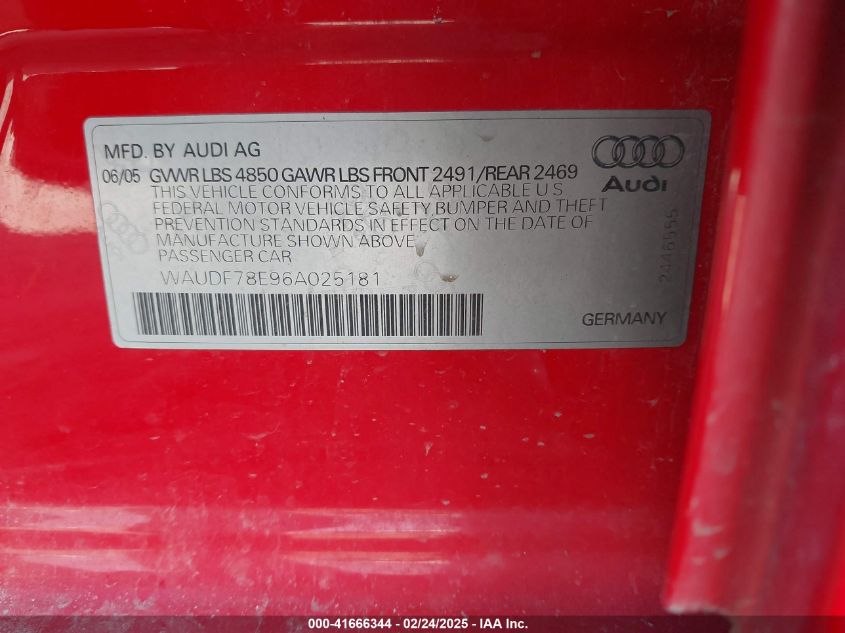 MFD. BY AUDI AG
06/05 GVWR LBS 4850 GAWR LBS FRONT 2491/REAR 2469
THIS VEHICLE CONFORMS TO ALL APPLICABLE U S
FEDERAL MOTOR VEHICLE SAFETY, BUMPER AND THEFT
PREVENTION STANDARDS IN EFFECT ON THE DATE OF
MANUFACTURE SHOWN ABOVE
PASSENGER CAR
WAUDF78E96A025181
Audi
2446555
GERMANY
000-41666344 / 02/24/2025 - IAA Inc.